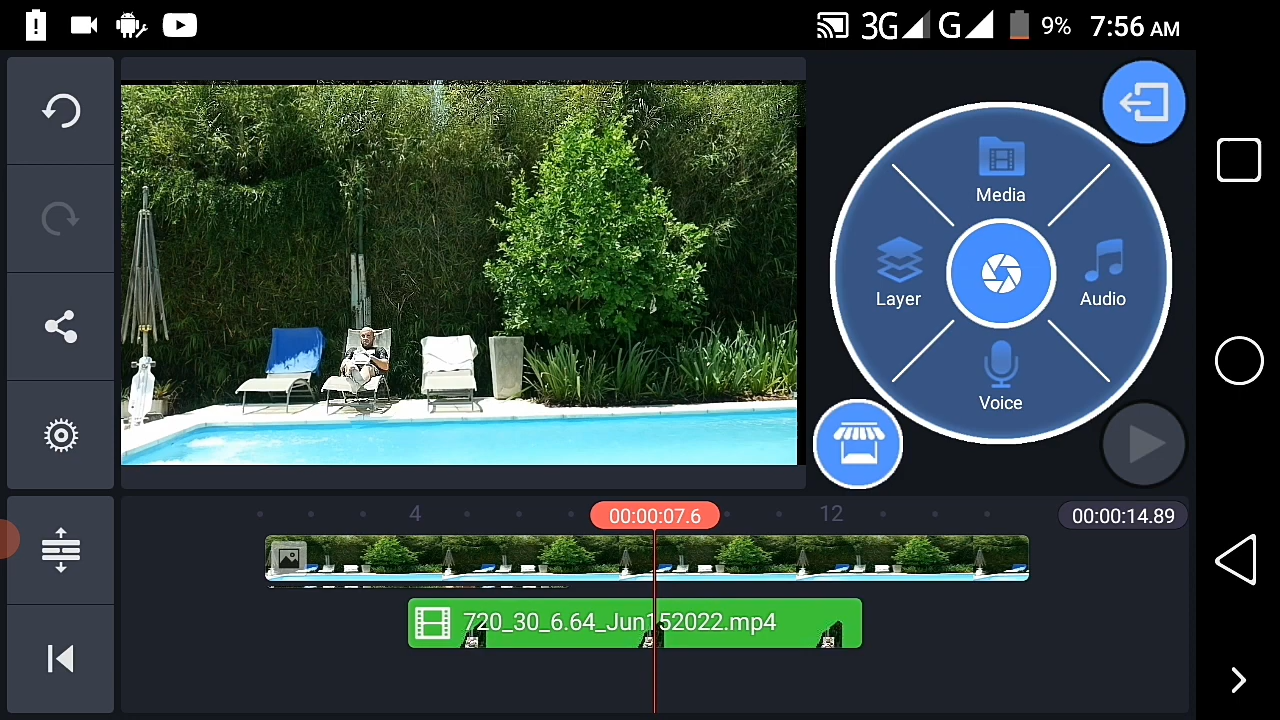 3G G 9% 7:56 AM
Media
Layer
Audio
Voice
4
00:00:07.6
12
00:00:14.89
720_30_6.64_Jun152022.mp4